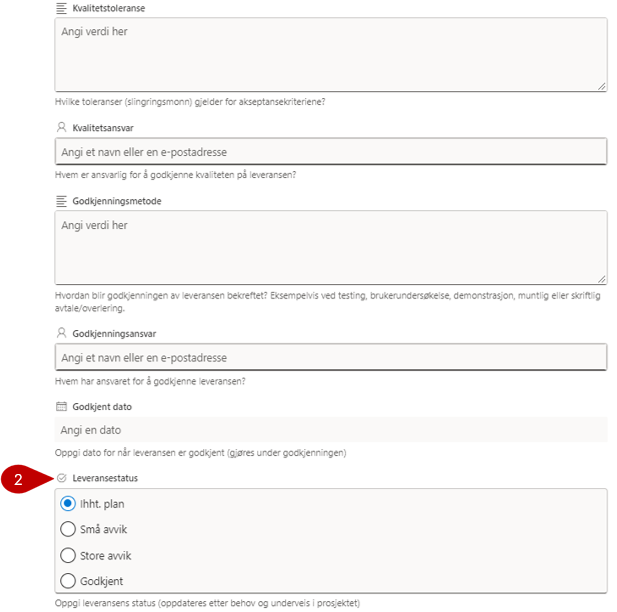 Kvalitetstoleranse
Angi verdi her
Hvilke toleranser (slingringsmonn) gjelder for akseptansekriteriene?
Kvalitetsansvar
Angi et navn eller en e-postadresse
Hvem er ansvarlig for å godkjenne kvaliteten på leveransen?
Godkjenningsmetode
Angi verdi her
Hvordan blir godkjenningen av leveransen bekreftet? Eksempelvis ved testing, brukerundersøkelse, demonstrasjon, muntlig eller skriftlig
avtale/overlering.
Godkjenningsansvar
Angi et navn eller en e-postadresse
Hvem har ansvaret for å godkjenne leveransen?
Godkjent dato
Angi en dato
Oppgi dato for når leveransen er godkjent (gjøres under godkjenningen)
2
Leveransestatus
Ihht. plan
Små avvik
Store avvik
Godkjent
Oppgi leveransens status (oppdateres etter behov og underveis i prosjektet)